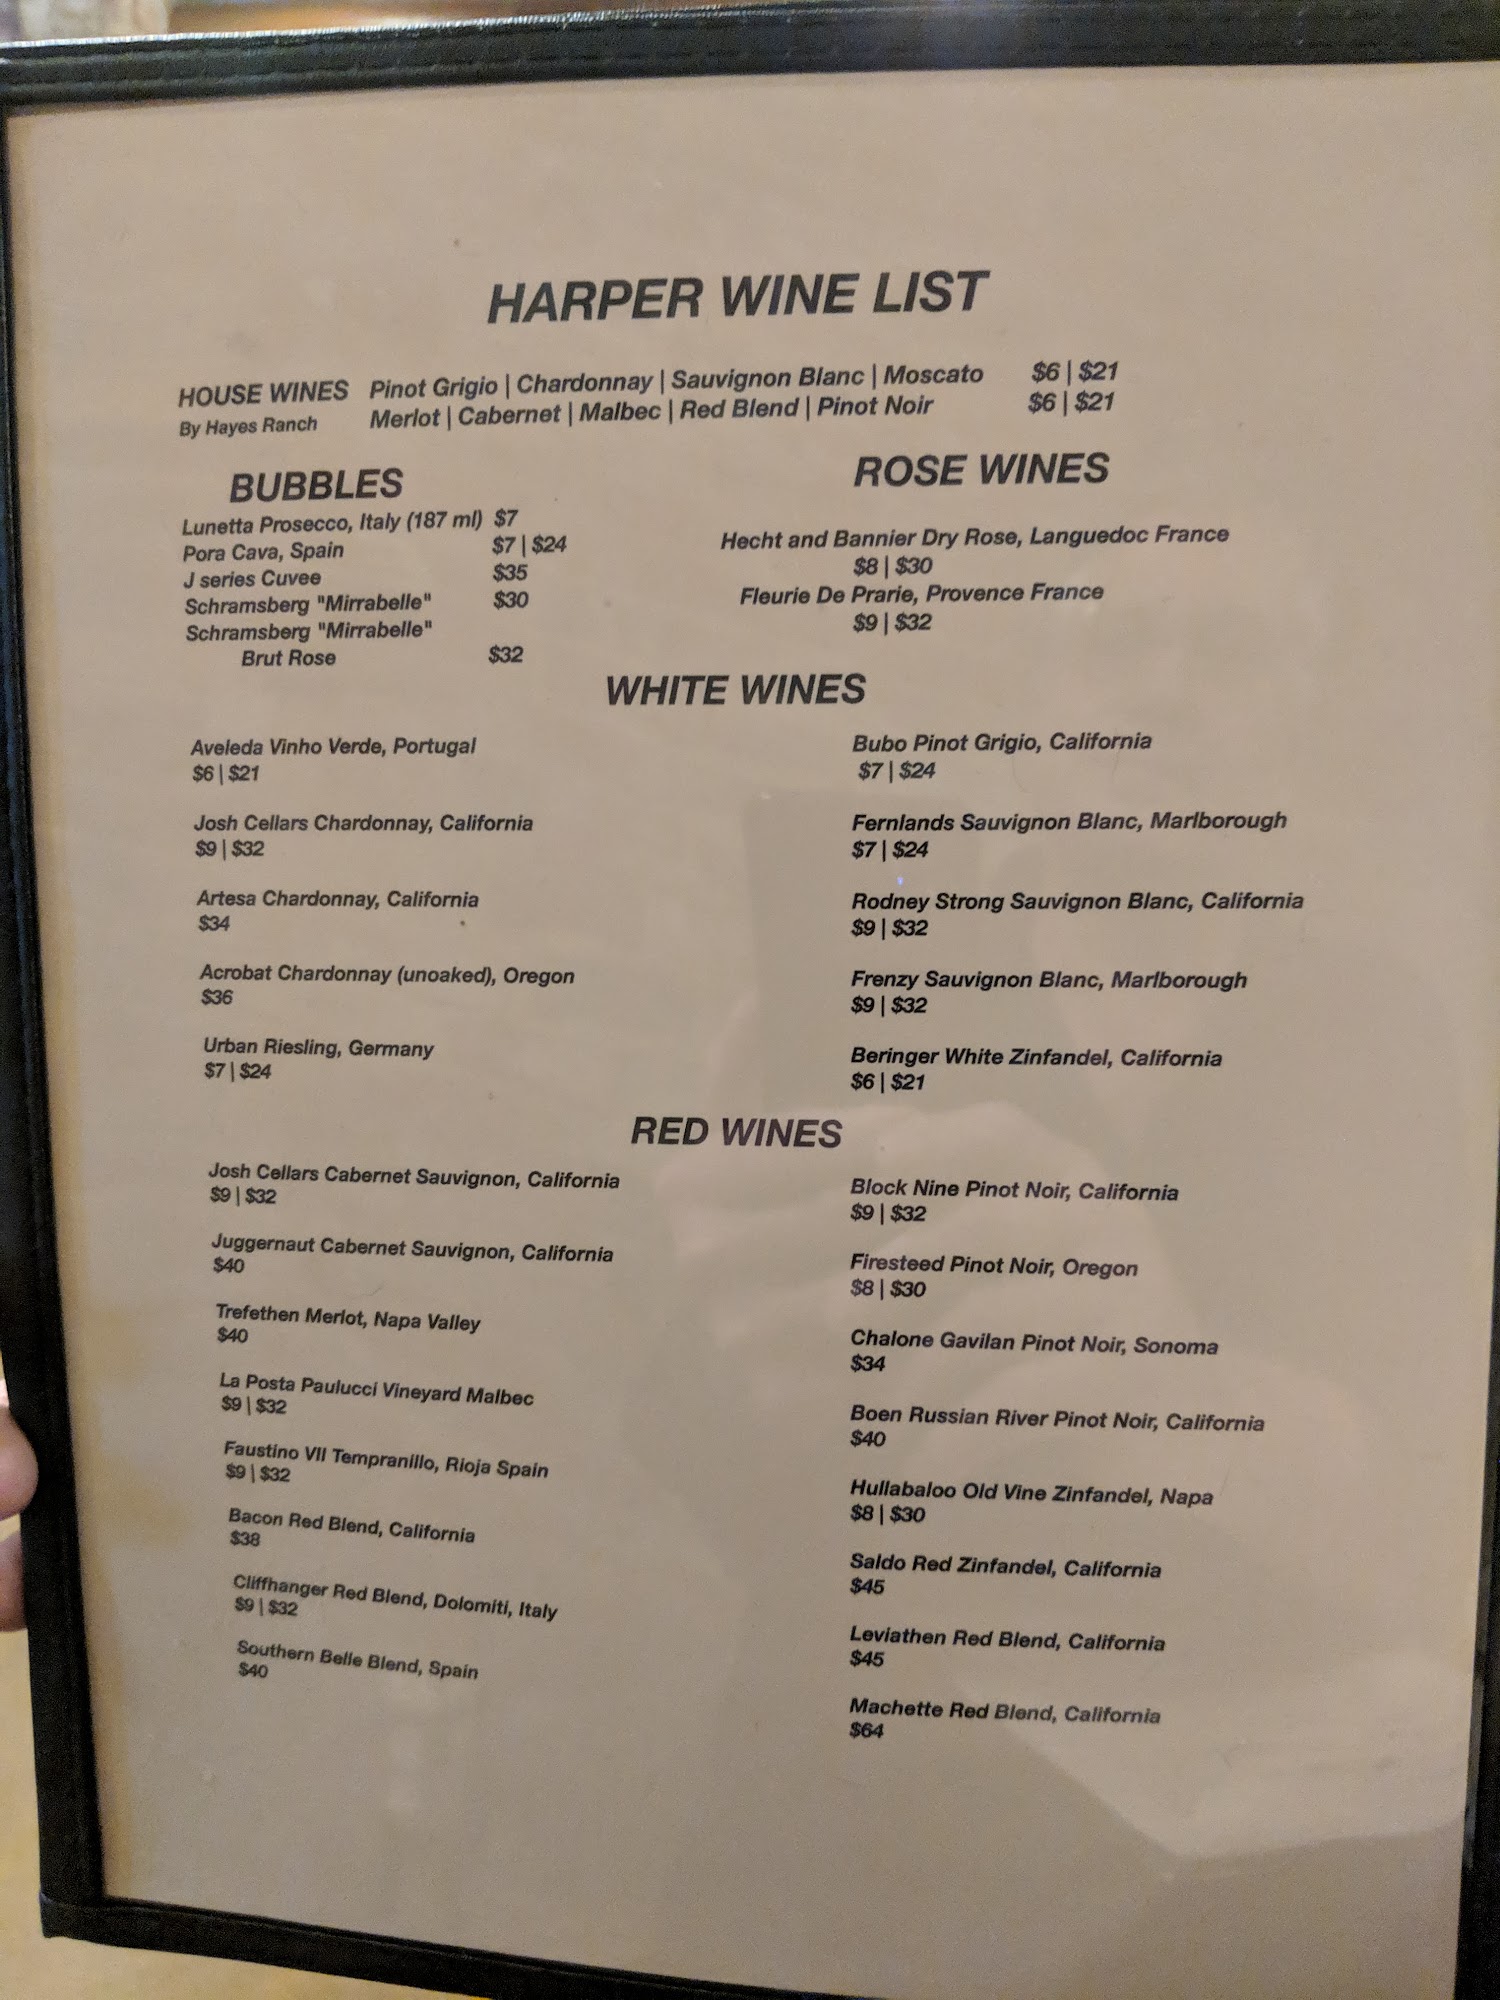 HARPER WINE LIST
HOUSE WINES Pinot Grigio | Chardonnay | Sauvignon Blanc | Moscato $6 | $21
By Hayes Ranch Merlot | Cabernet | Malbec | Red Blend | Pinot Noir $6 | $21
BUBBLES
Lunetta Prosecco, Italy (187 ml) $7
Pora Cava, Spain $7 | $24
J series Cuvee $35
Schramsberg "Mirrabelle" $30
Schramsberg "Mirrabelle"
Brut Rose $32
ROSE WINES
Hecht and Bannier Dry Rose, Languedoc France
$8 | $30
Fleurie De Prarie, Provence France
$9 | $32
WHITE WINES
Aveleda Vinho Verde, Portugal
$6 | $21
Josh Cellars Chardonnay, California
$9 | $32
Artesa Chardonnay, California
$34
Acrobat Chardonnay (unoaked), Oregon
$36
Urban Riesling, Germany
$7 | $24
Bubo Pinot Grigio, California
$7 | $24
Fernlands Sauvignon Blanc, Marlborough
$7 | $24
Rodney Strong Sauvignon Blanc, California
$9 | $32
Frenzy Sauvignon Blanc, Marlborough
$9 | $32
Beringer White Zinfandel, California
$6 | $21
RED WINES
Josh Cellars Cabernet Sauvignon, California
$9 | $32
Juggernaut Cabernet Sauvignon, California
$40
Trefethen Merlot, Napa Valley
$40
La Posta Paulucci Vineyard Malbec
$9 | $32
Faustino VII Tempranillo, Rioja Spain
$9 | $32
Bacon Red Blend, California
$38
Cliffhanger Red Blend, Dolomiti, Italy
$9 | $32
Southern Belle Blend, Spain
$40
Block Nine Pinot Noir, California
$9 | $32
Firesteed Pinot Noir, Oregon
$8 | $30
Chalone Gavilan Pinot Noir, Sonoma
$34
Boen Russian River Pinot Noir, California
$40
Hullabaloo Old Vine Zinfandel, Napa
$8 | $30
Saldo Red Zinfandel, California
$45
Leviathen Red Blend, California
$45
Machette Red Blend, California
$64